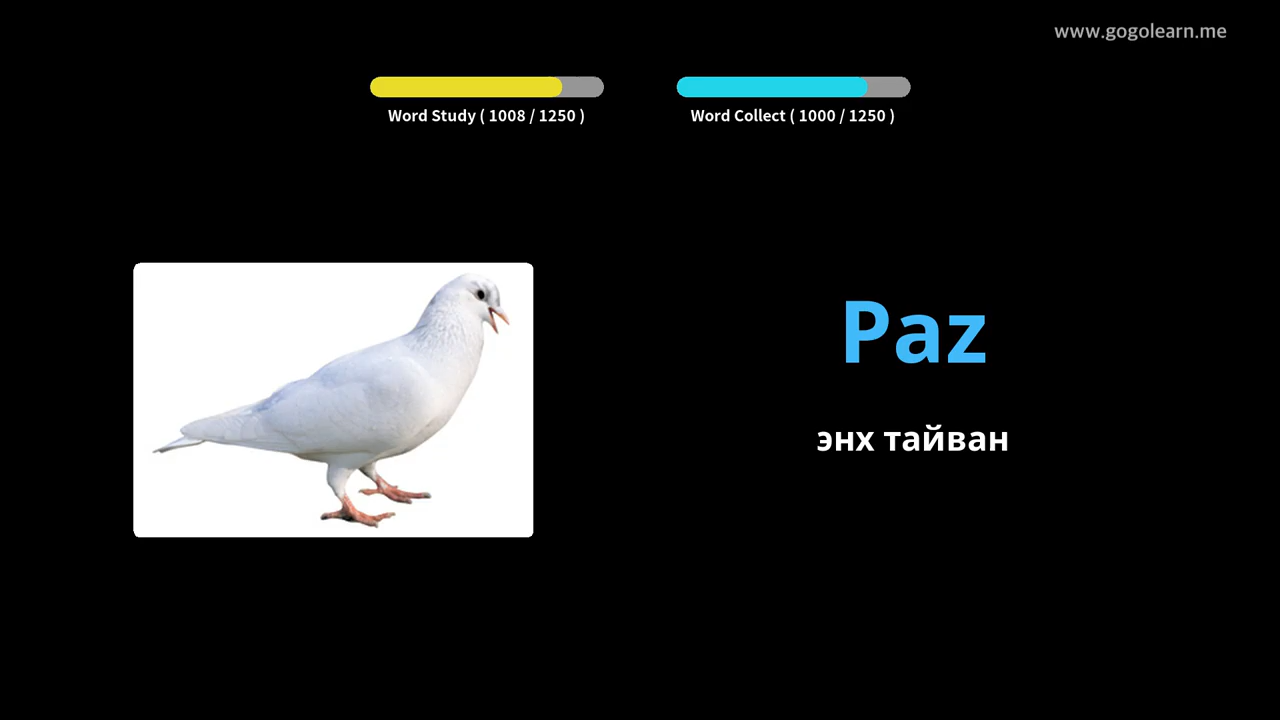 www.gogolearn.me
Word Study ( 1008 / 1250 )
Word Collect ( 1000 / 1250 )
Paz
энх тайван